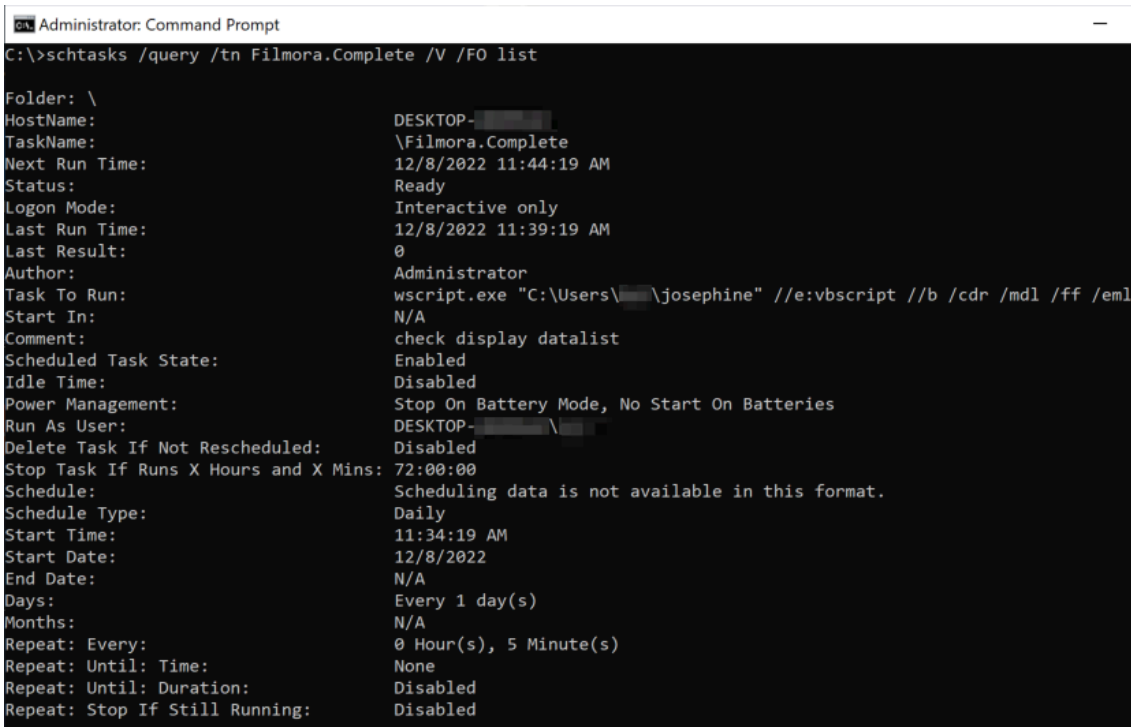 Administrator: Command Prompt
C:\>schtasks /query /tn Filmora.Complete /V /FO list
Folder: \
HostName: DESKTOP-
TaskName: \Filmora.Complete
Next Run Time: 12/8/2022 11:44:19 AM
Status: Ready
Logon Mode: Interactive only
Last Run Time: 12/8/2022 11:39:19 AM
Last Result: 0
Author: Administrator
Task To Run: wscript.exe "C:\Users\ \josephine" //e:vbscript //b /cdr /mdl /ff /eml
Start In: N/A
Comment: check display datalist
Scheduled Task State: Enabled
Idle Time: Disabled
Power Management: Stop On Battery Mode, No Start On Batteries
Run As User: DESKTOP- \
Delete Task If Not Rescheduled: Disabled
Stop Task If Runs X Hours and X Mins: 72:00:00
Schedule: Scheduling data is not available in this format.
Schedule Type: Daily
Start Time: 11:34:19 AM
Start Date: 12/8/2022
End Date: N/A
Days: Every 1 day(s)
Months: N/A
Repeat: Every: 0 Hour(s), 5 Minute(s)
Repeat: Until: Time: None
Repeat: Until: Duration: Disabled
Repeat: Stop If Still Running: Disabled